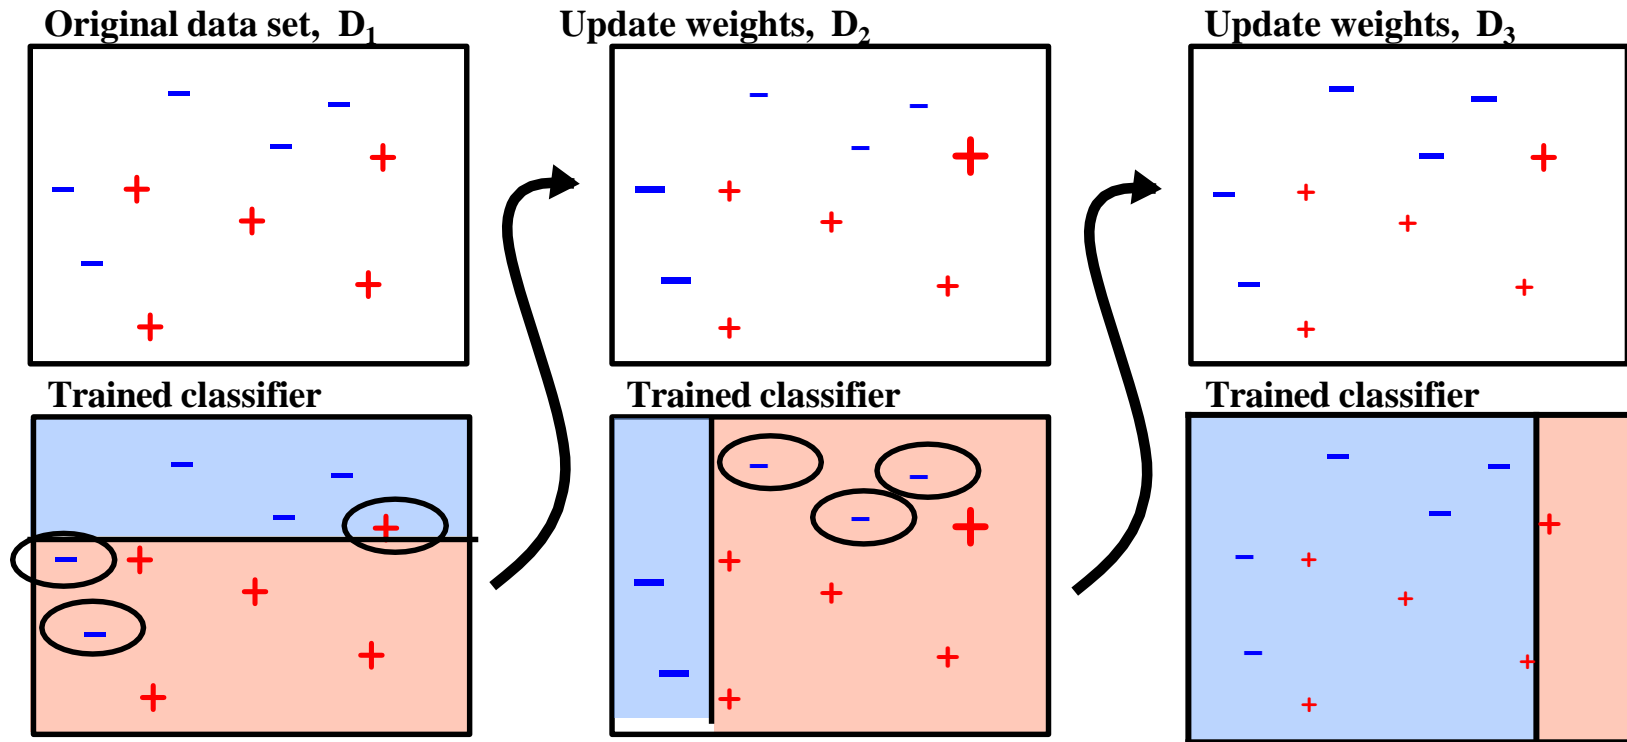 Original data set, D₁
Update weights, D₂
Update weights, D₃
Trained classifier
Trained classifier
Trained classifier